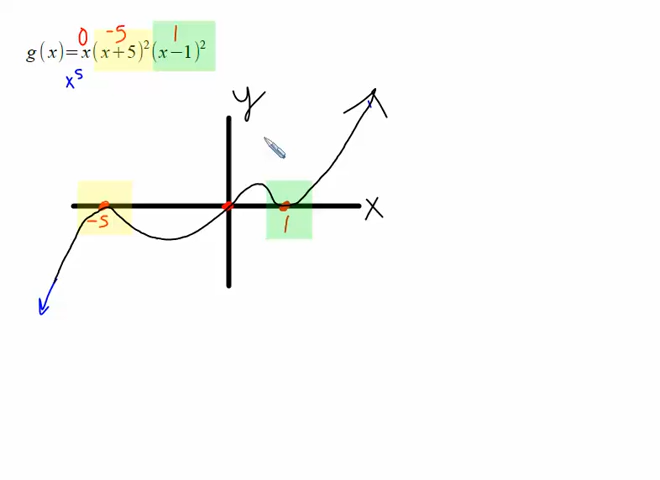 0 -5 1
g(x)=x(x+5)²(x−1)²
x⁵
y
x
-5
1